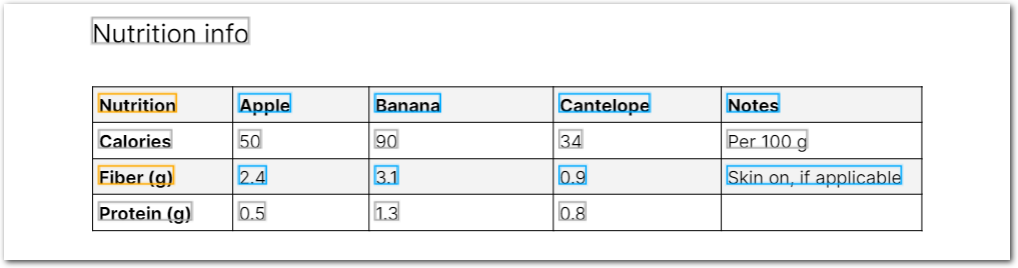 Nutrition info
Nutrition Apple Banana Cantelope Notes
Calories 50 90 34 Per 100 g
Fiber (g) 2.4 3.1 0.9 Skin on, if applicable
Protein (g) 0.5 1.3 0.8